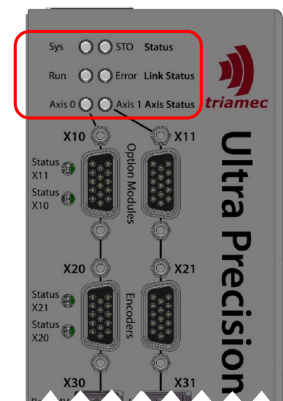 Sys STO Status
Run Error Link Status
Axis 0 Axis 1 Axis Status
triamec
X10 X11
Option Modules
Status X11
Status X10
Ultra Precision
X20 X21
Encoders
Status X21
Status X20
X30 X31